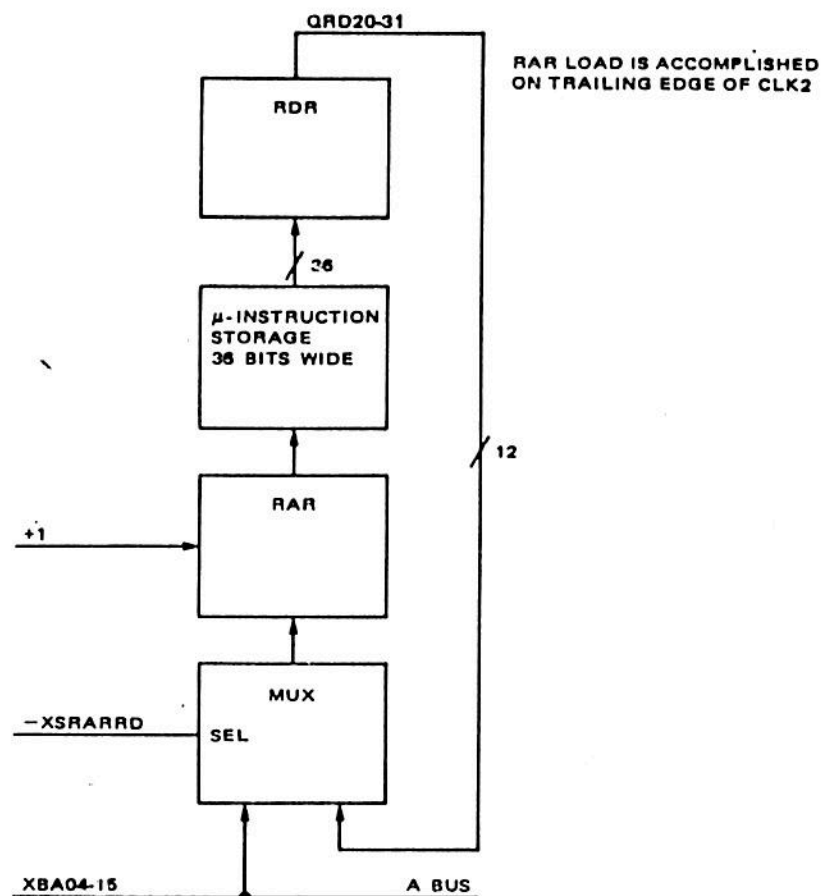 QRD20-31
RAR LOAD IS ACCOMPLISHED
ON TRAILING EDGE OF CLK2
RDR
36
μ-INSTRUCTION
STORAGE
36 BITS WIDE
12
RAR
+1
MUX
-XSRARRD
SEL
XBA04-15
A BUS